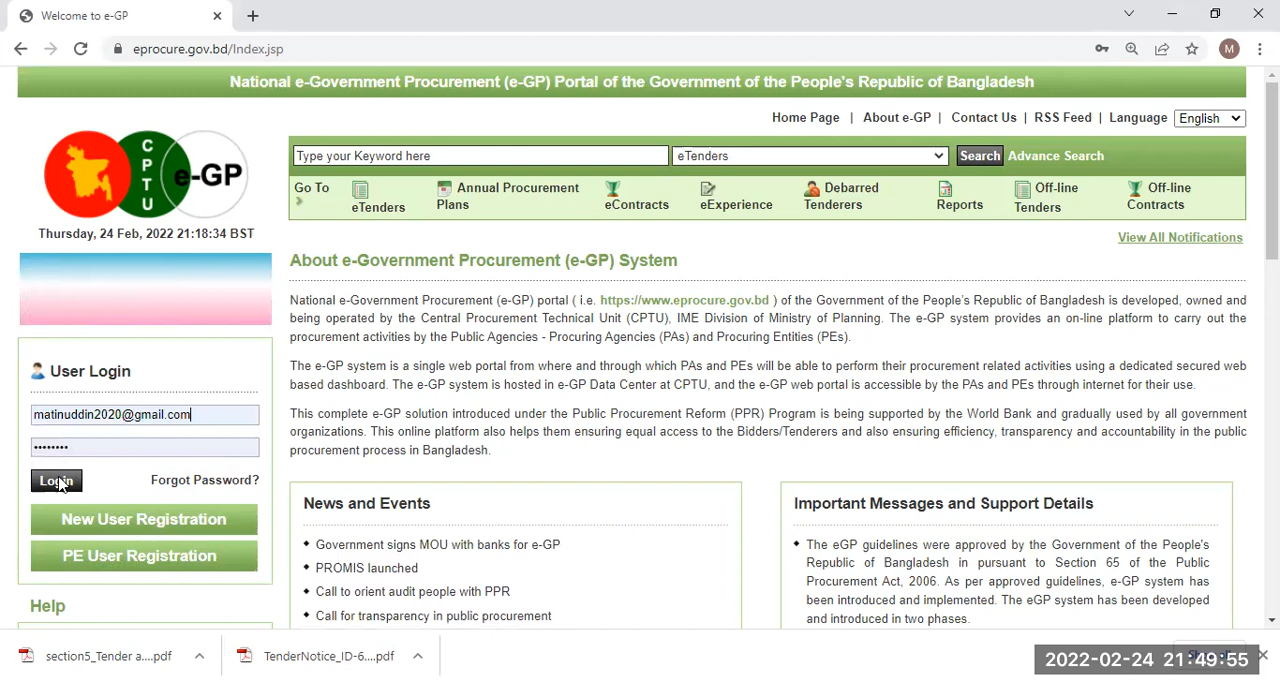 Welcome to e-GP
eprocure.gov.bd/Index.jsp
M
National e-Government Procurement (e-GP) Portal of the Government of the People's Republic of Bangladesh
Home Page | About e-GP | Contact Us | RSS Feed | Language English
CPTU
e-GP
Thursday, 24 Feb, 2022 21:18:34 BST
Type your Keyword here eTenders Search Advance Search
Go To
eTenders
Annual Procurement
Plans
eContracts
eExperience
Debarred
Tenderers
Reports
Off-line
Tenders
Off-line
Contracts
View All Notifications
User Login
matinuddin2020@gmail.com
••••••••
Login Forgot Password?
New User Registration
PE User Registration
Help
About e-Government Procurement (e-GP) System
National e-Government Procurement (e-GP) portal ( i.e. https://www.eprocure.gov.bd ) of the Government of the People's Republic of Bangladesh is developed, owned and
being operated by the Central Procurement Technical Unit (CPTU), IME Division of Ministry of Planning. The e-GP system provides an on-line platform to carry out the
procurement activities by the Public Agencies - Procuring Agencies (PAs) and Procuring Entities (PEs).
The e-GP system is a single web portal from where and through which PAs and PEs will be able to perform their procurement related activities using a dedicated secured web
based dashboard. The e-GP system is hosted in e-GP Data Center at CPTU, and the e-GP web portal is accessible by the PAs and PEs through internet for their use.
This complete e-GP solution introduced under the Public Procurement Reform (PPR) Program is being supported by the World Bank and gradually used by all government
organizations. This online platform also helps them ensuring equal access to the Bidders/Tenderers and also ensuring efficiency, transparency and accountability in the public
procurement process in Bangladesh.
News and Events
Government signs MOU with banks for e-GP
PROMIS launched
Call to orient audit people with PPR
Call for transparency in public procurement
Important Messages and Support Details
The eGP guidelines were approved by the Government of the People's
Republic of Bangladesh in pursuant to Section 65 of the Public
Procurement Act, 2006. As per approved guidelines, e-GP system has
been introduced and implemented. The eGP system has been developed
and introduced in two phases.
section5_Tender a....pdf
TenderNotice_ID-6....pdf
2022-02-24 21:49:55